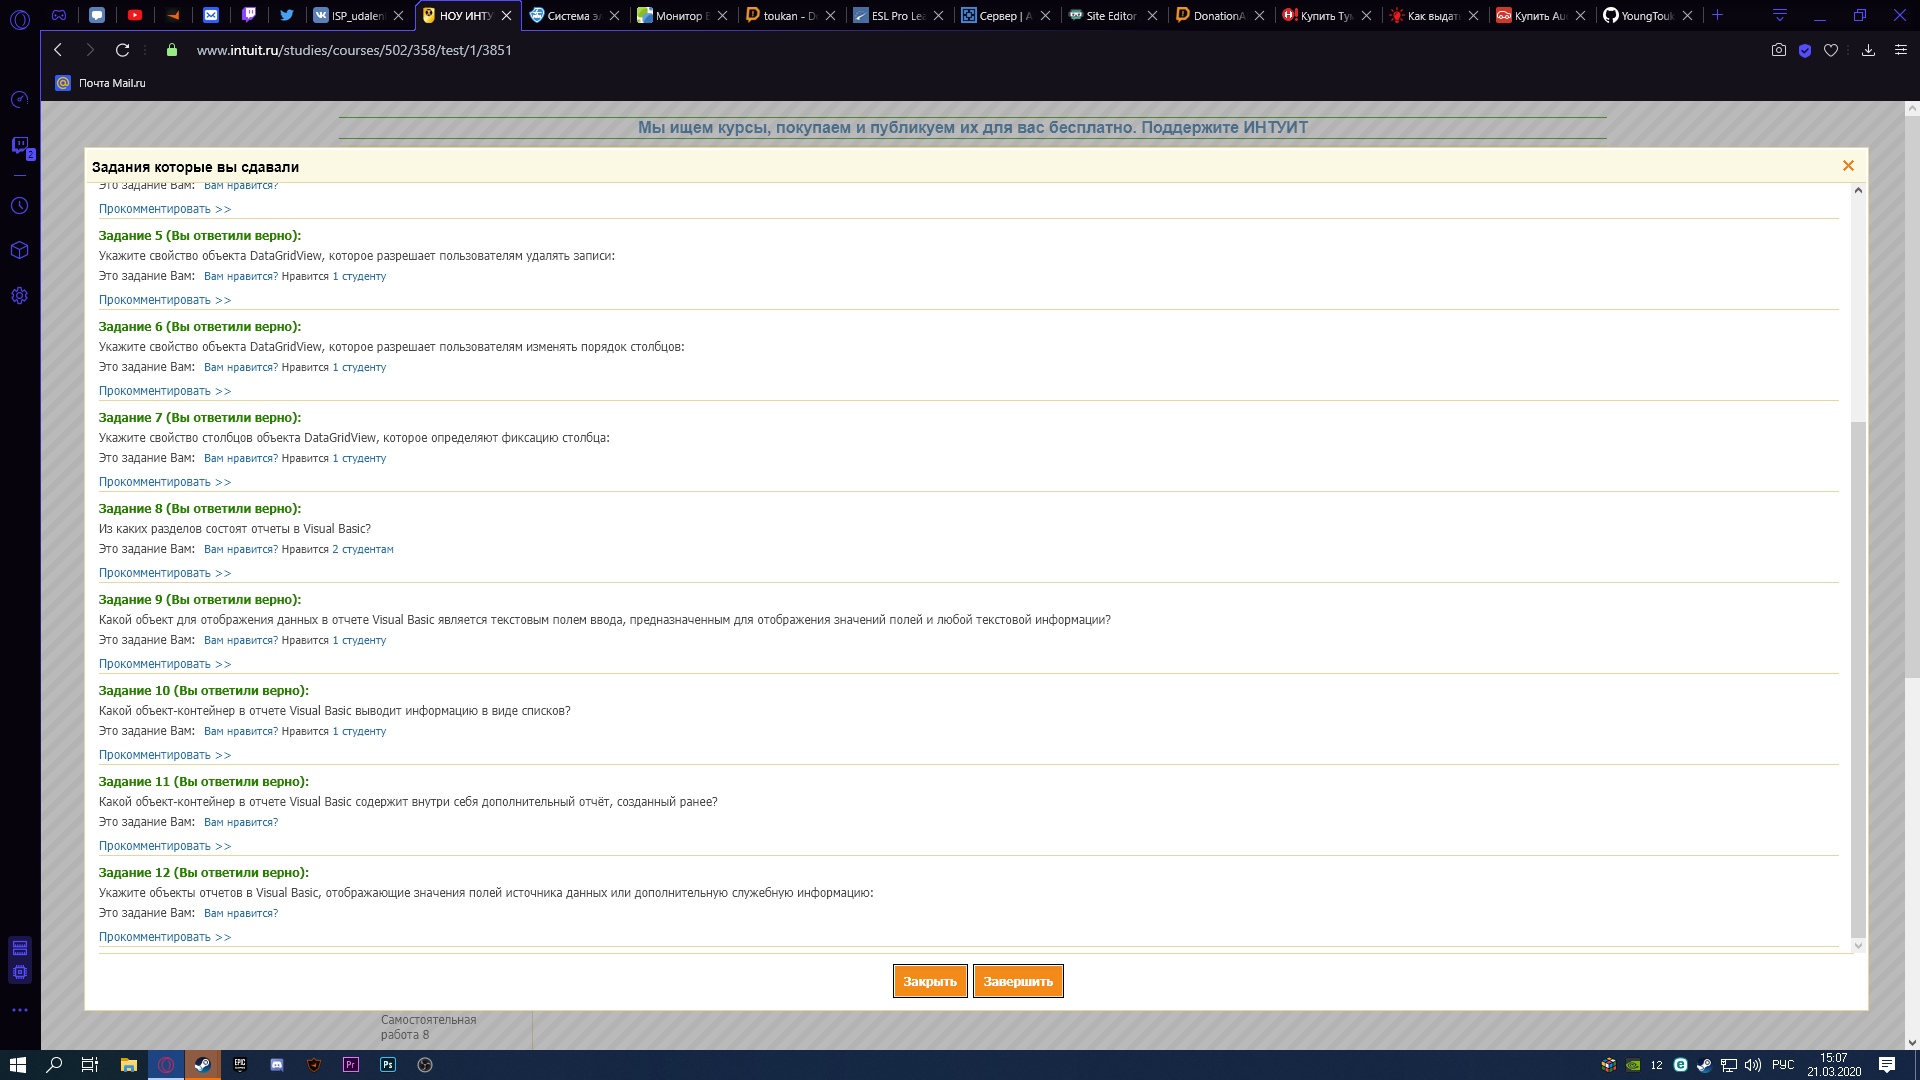 ISP_udalen
НОУ ИНТУ
Система эл
Монитор Б
toukan - Do
ESL Pro Lea
Сервер | A
Site Editor
DonationA
Купить Тум
Как выдать
Купить Aud
YoungTouk
www.intuit.ru/studies/courses/502/358/test/1/3851
Почта Mail.ru
2
Мы ищем курсы, покупаем и публикуем их для вас бесплатно. Поддержите ИНТУИТ
Задания которые вы сдавали
Это задание Вам: Вам нравится?
Прокомментировать >>
Задание 5 (Вы ответили верно):
Укажите свойство объекта DataGridView, которое разрешает пользователям удалять записи:
Это задание Вам: Вам нравится? Нравится 1 студенту
Прокомментировать >>
Задание 6 (Вы ответили верно):
Укажите свойство объекта DataGridView, которое разрешает пользователям изменять порядок столбцов:
Это задание Вам: Вам нравится? Нравится 1 студенту
Прокомментировать >>
Задание 7 (Вы ответили верно):
Укажите свойство столбцов объекта DataGridView, которое определяют фиксацию столбца:
Это задание Вам: Вам нравится? Нравится 1 студенту
Прокомментировать >>
Задание 8 (Вы ответили верно):
Из каких разделов состоят отчеты в Visual Basic?
Это задание Вам: Вам нравится? Нравится 2 студентам
Прокомментировать >>
Задание 9 (Вы ответили верно):
Какой объект для отображения данных в отчете Visual Basic является текстовым полем ввода, предназначенным для отображения значений полей и любой текстовой информации?
Это задание Вам: Вам нравится? Нравится 1 студенту
Прокомментировать >>
Задание 10 (Вы ответили верно):
Какой объект-контейнер в отчете Visual Basic выводит информацию в виде списков?
Это задание Вам: Вам нравится? Нравится 1 студенту
Прокомментировать >>
Задание 11 (Вы ответили верно):
Какой объект-контейнер в отчете Visual Basic содержит внутри себя дополнительный отчёт, созданный ранее?
Это задание Вам: Вам нравится?
Прокомментировать >>
Задание 12 (Вы ответили верно):
Укажите объекты отчетов в Visual Basic, отображающие значения полей источника данных или дополнительную служебную информацию:
Это задание Вам: Вам нравится?
Прокомментировать >>
Закрыть Завершить
Самостоятельная
работа 8
EPIC
Pr
Ps
12
РУС
15:07
21.03.2020